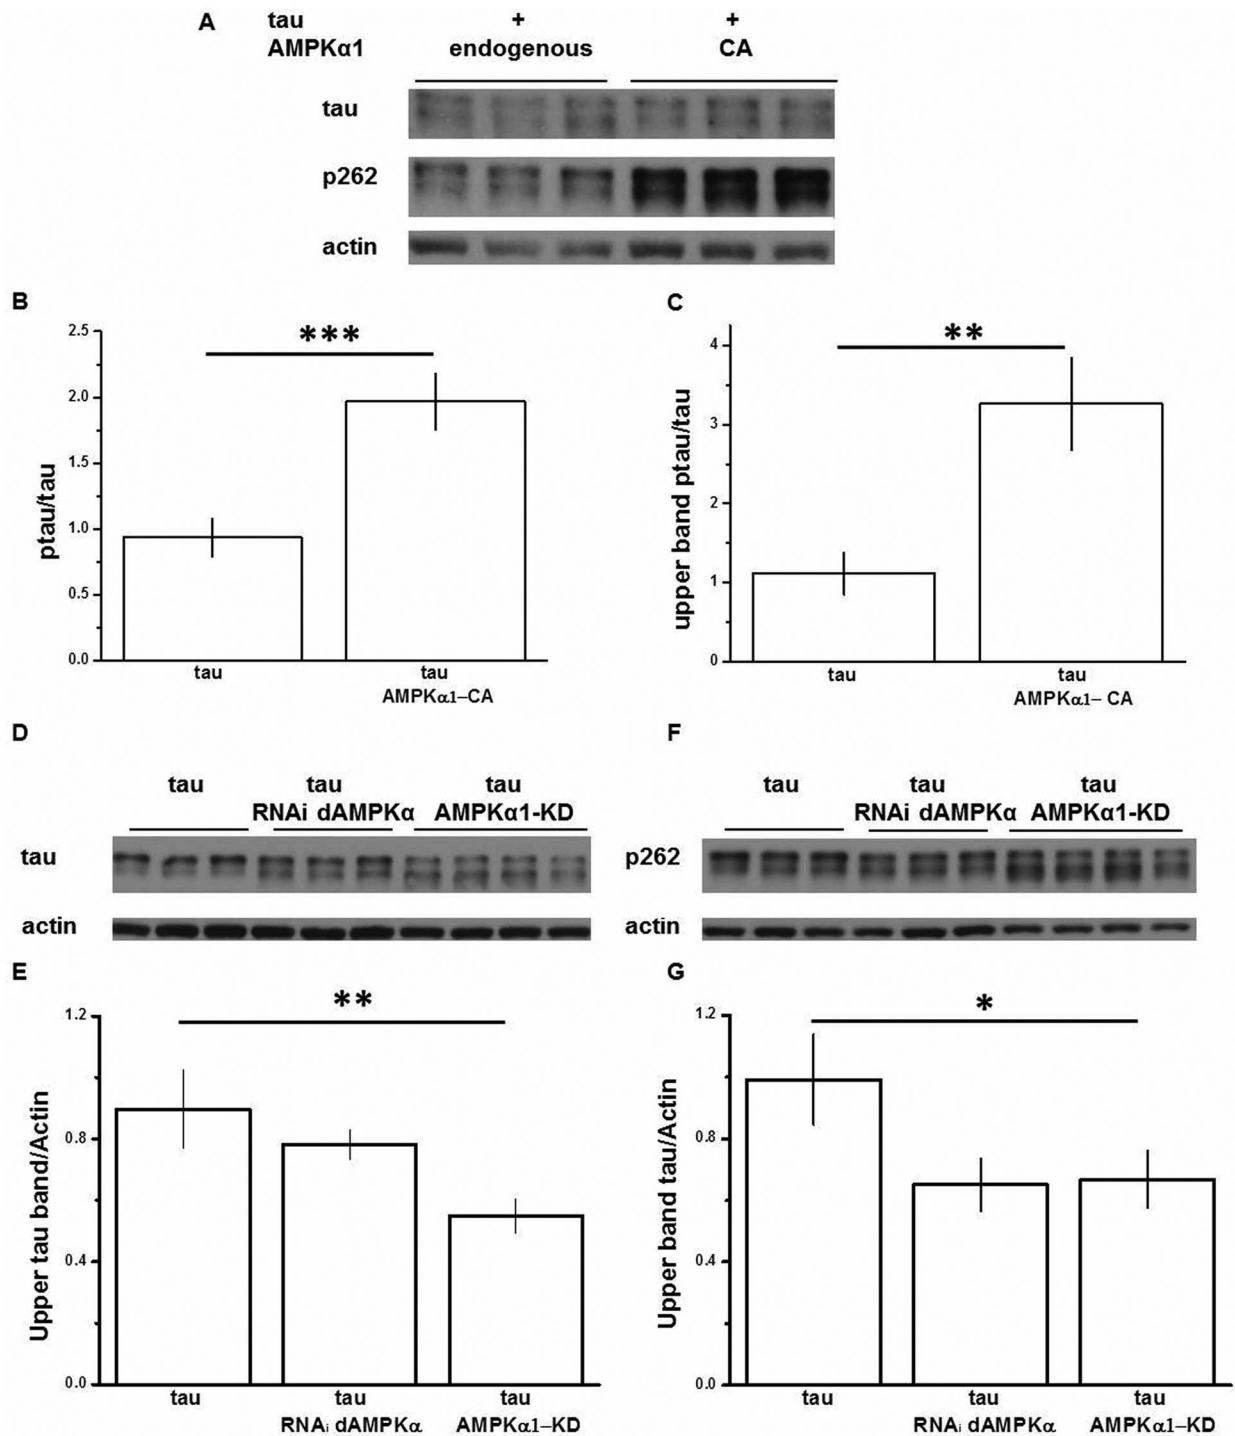 A tau + +
AMPKα1 endogenous CA
tau
p262
actin
B
***
2.5
2.0
1.5
1.0
0.5
0.0
ptau/tau
tau tau
AMPKα1–CA
C
**
4
3
2
1
0
upper band ptau/tau
tau tau
AMPKα1– CA
D
tau tau tau
RNAi dAMPKα AMPKα1-KD
tau
actin
F
tau tau tau
RNAi dAMPKα AMPKα1-KD
p262
actin
E
**
1.2
0.8
0.4
0.0
Upper tau band/Actin
tau tau tau
RNAi dAMPKα AMPKα1–KD
G
*
1.2
0.8
0.4
0.0
Upper band tau/Actin
tau tau tau
RNAi dAMPKα AMPKα1–KD